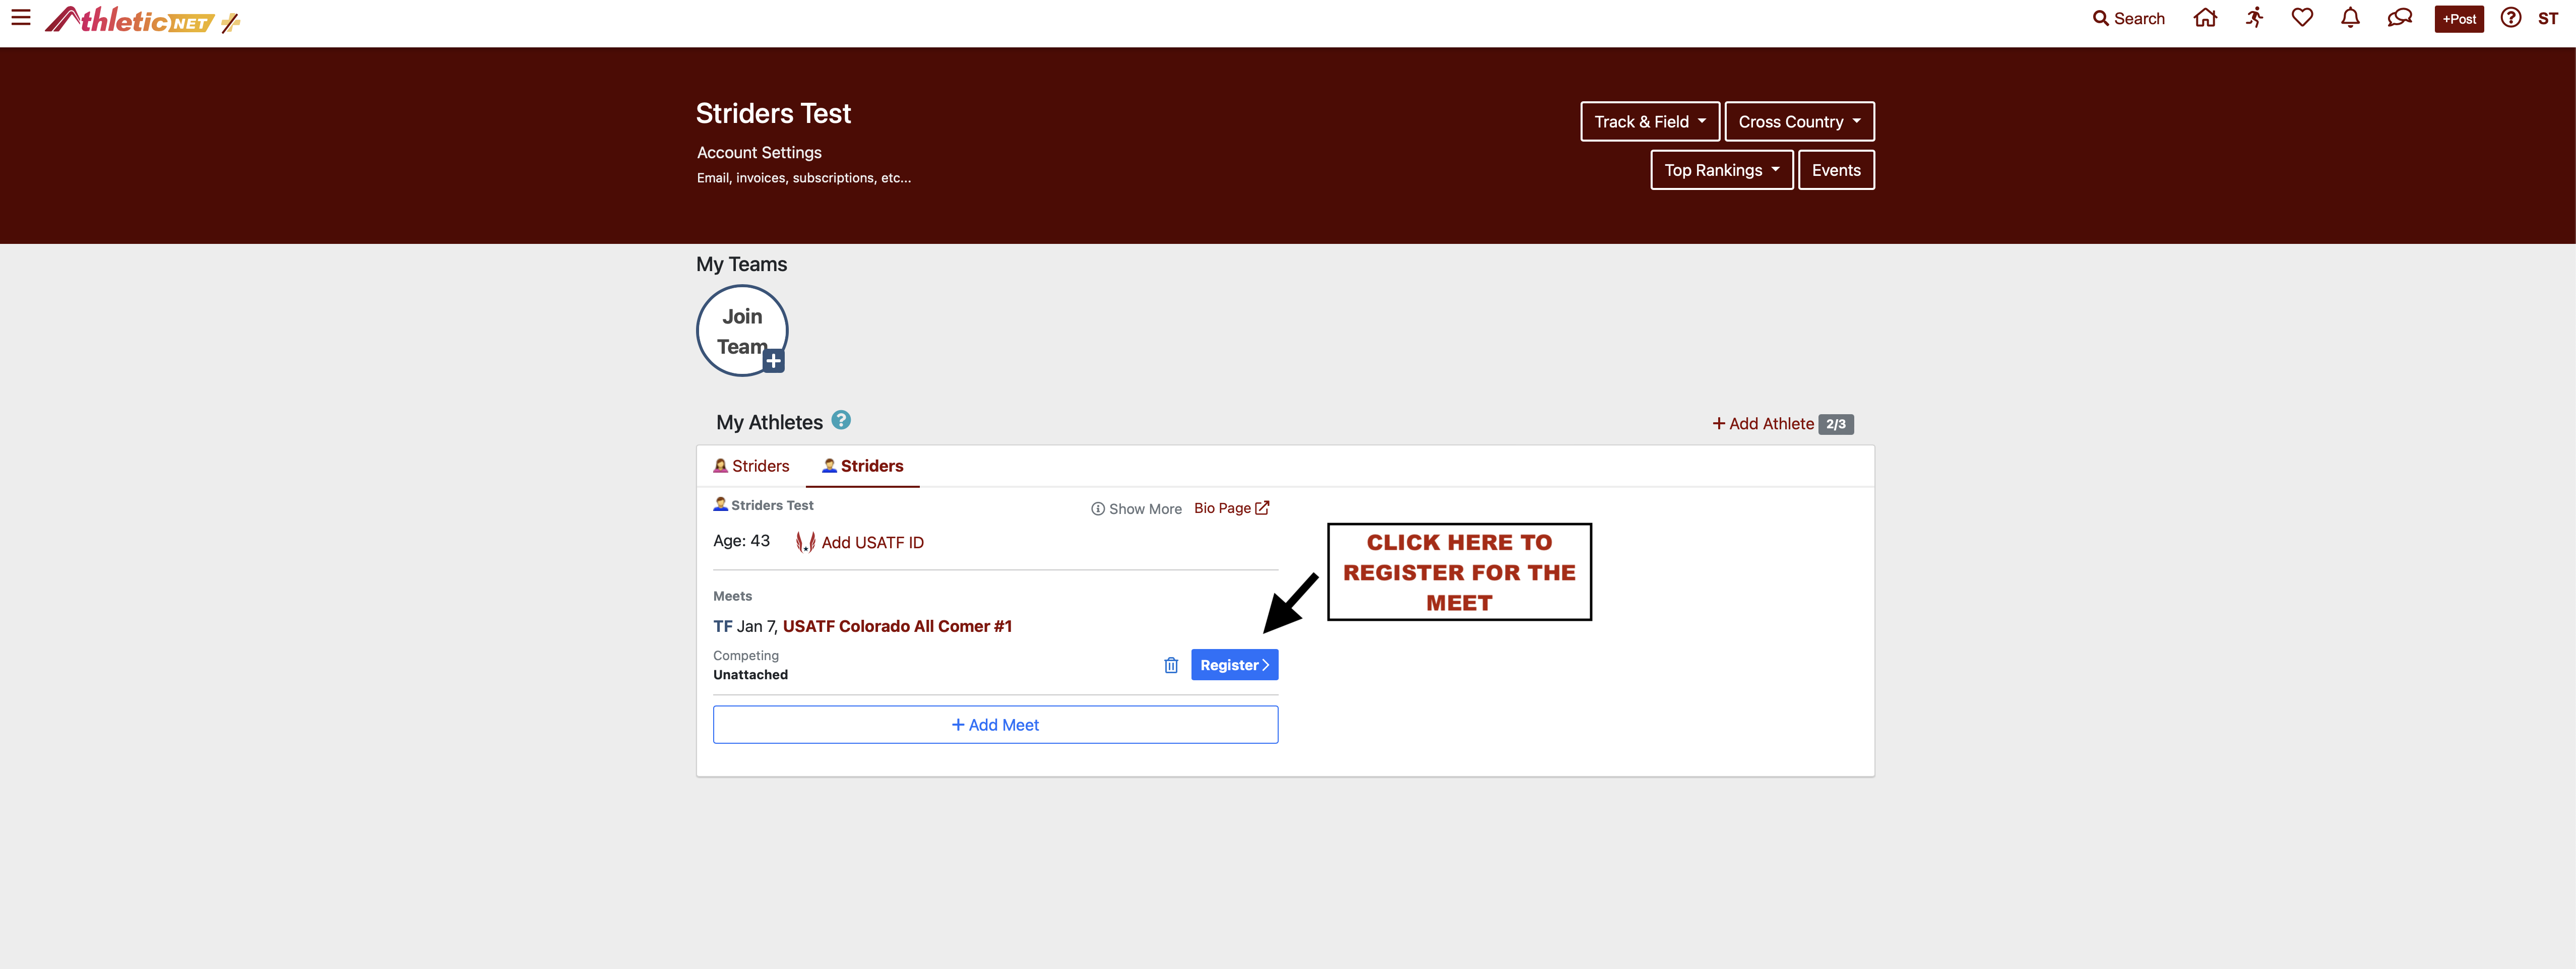 AthleticNET
Search
+Post
ST
Striders Test
Account Settings
Email, invoices, subscriptions, etc...
Track & Field
Cross Country
Top Rankings
Events
My Teams
Join
Team
My Athletes ?
+ Add Athlete 2/3
Striders
Striders
Striders Test
Show More
Bio Page
Age: 43
Add USATF ID
CLICK HERE TO
REGISTER FOR THE
MEET
Meets
TF Jan 7, USATF Colorado All Comer #1
Competing
Unattached
Register
+ Add Meet